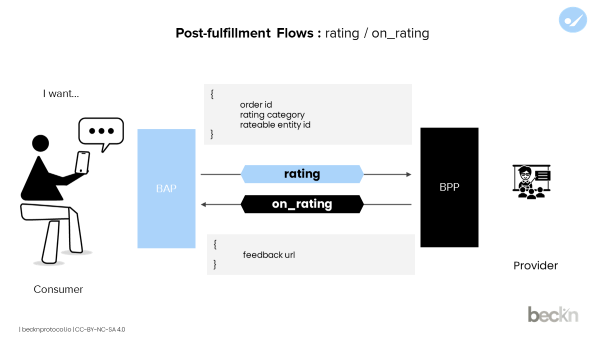 Post-fulfillment Flows : rating / on_rating
I want...
{
order id
rating category
rateable entity id
}
BAP
rating
on_rating
BPP
{
feedback url
}
Consumer
Provider
beckn
| becknprotocol.io | CC-BY-NC-SA 4.0